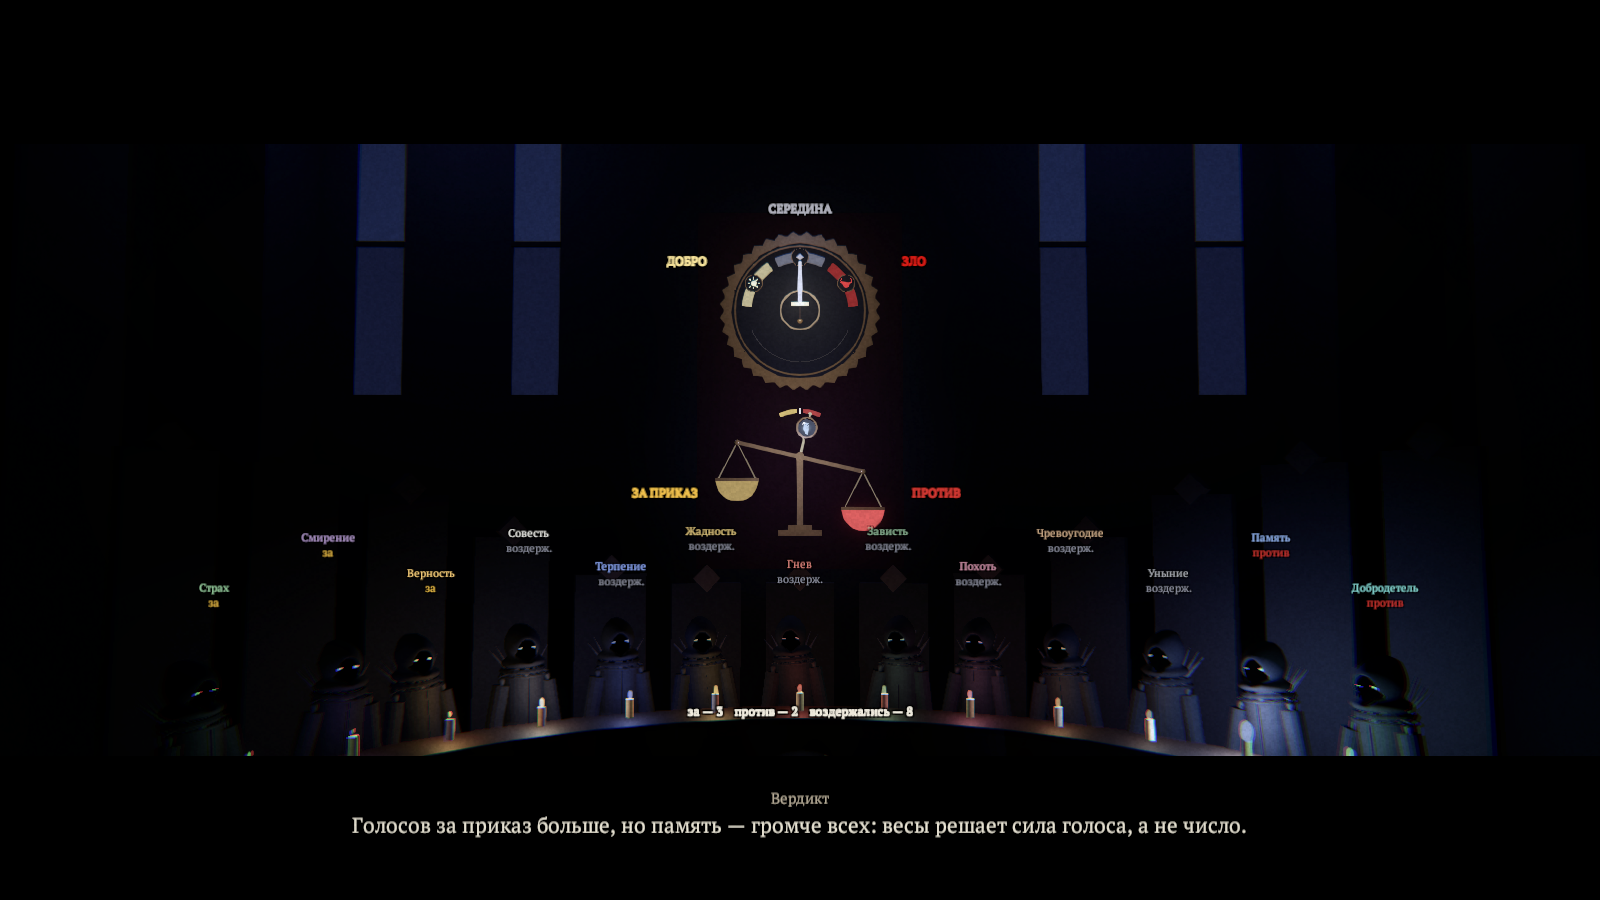 СЕРЕДИНА
ДОБРО
ЗЛО
ЗА ПРИКАЗ
ПРОТИВ
Страх
за
Смирение
за
Верность
за
Совесть
воздерж.
Терпение
воздерж.
Жадность
воздерж.
Гнев
воздерж.
Зависть
воздерж.
Похоть
воздерж.
Чревоугодие
воздерж.
Уныние
воздерж.
Память
против
Добродетель
против
за — 3 против — 2 воздержались — 8
Вердикт
Голосов за приказ больше, но память — громче всех: весы решает сила голоса, а не число.